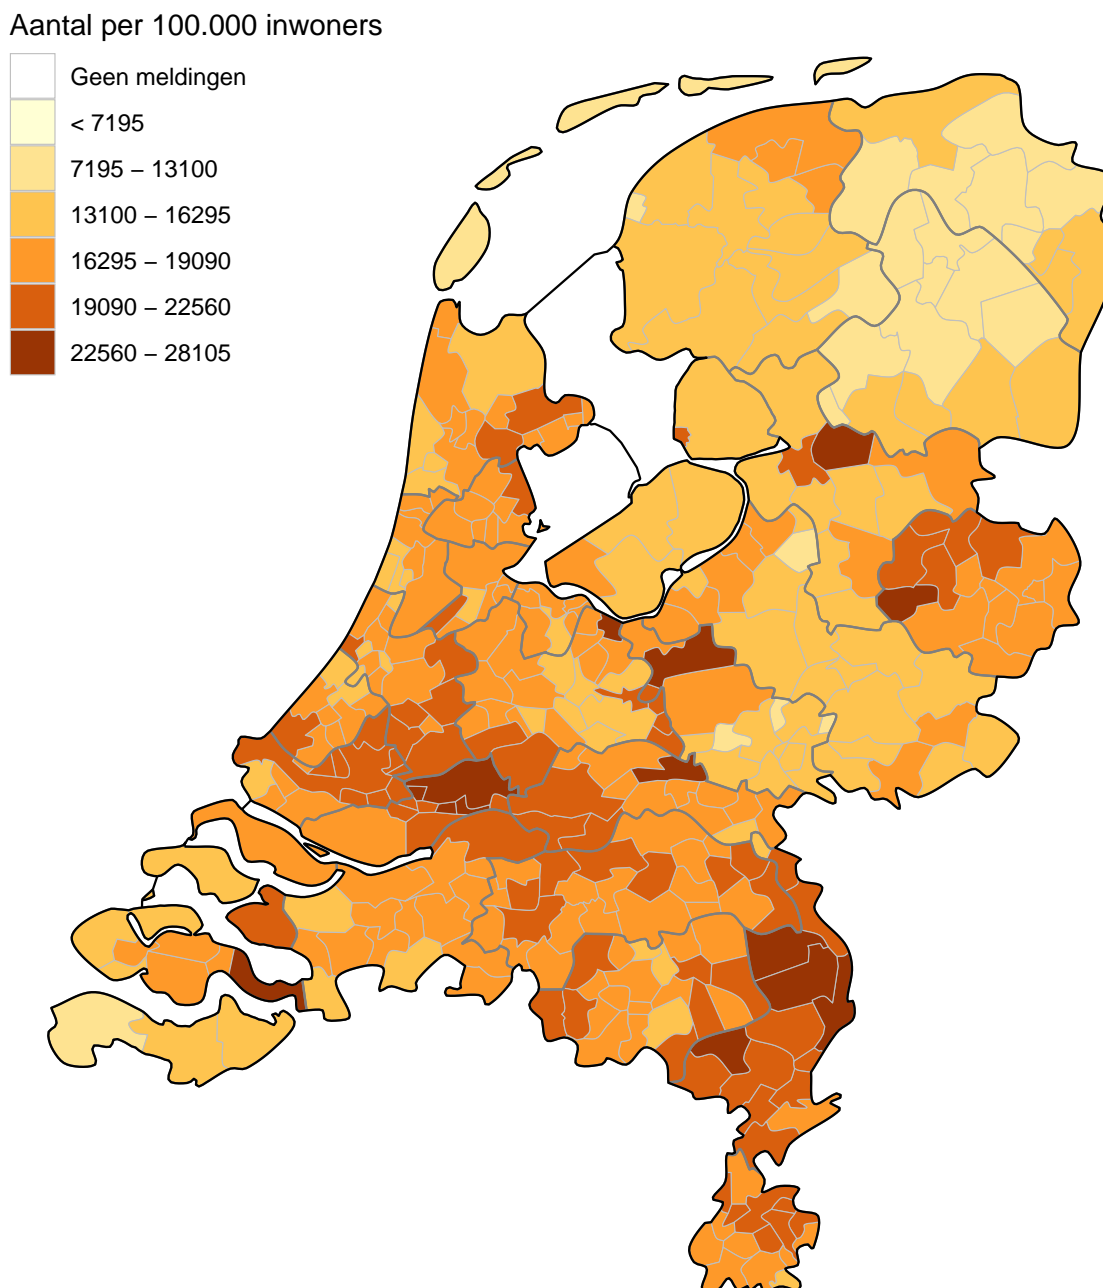 Aantal per 100.000 inwoners
Geen meldingen
< 7195
7195 – 13100
13100 – 16295
16295 – 19090
19090 – 22560
22560 – 28105